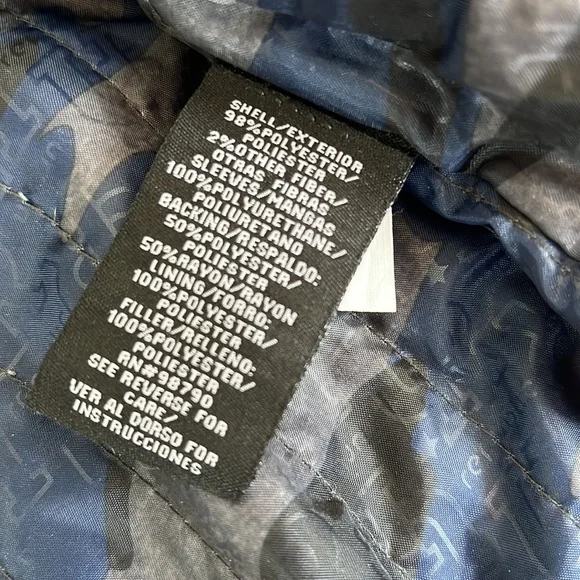 SHELL/EXTERIOR
98%POLYESTER/
POLIESTER
2%OTHER FIBER/
OTRAS FIBRAS
SLEEVES/MANGAS
100%POLYURETHANE/
POLIURETANO
BACKING/RESPALDO:
50%POLYESTER/
POLIESTER
50%RAYON/RAYON
LINING/FORRO:
100%POLYESTER/
POLIESTER
FILLER/RELLENO:
100%POLYESTER/
POLIESTER
RN#98790
SEE REVERSE FOR
CARE/
VER AL DORSO FOR
INSTRUCCIONES